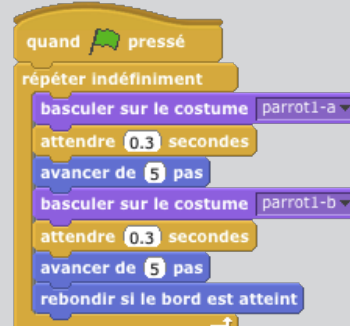 quand pressé
répéter indéfiniment
basculer sur le costume parrot1-a
attendre 0.3 secondes
avancer de 5 pas
basculer sur le costume parrot1-b
attendre 0.3 secondes
avancer de 5 pas
rebondir si le bord est atteint